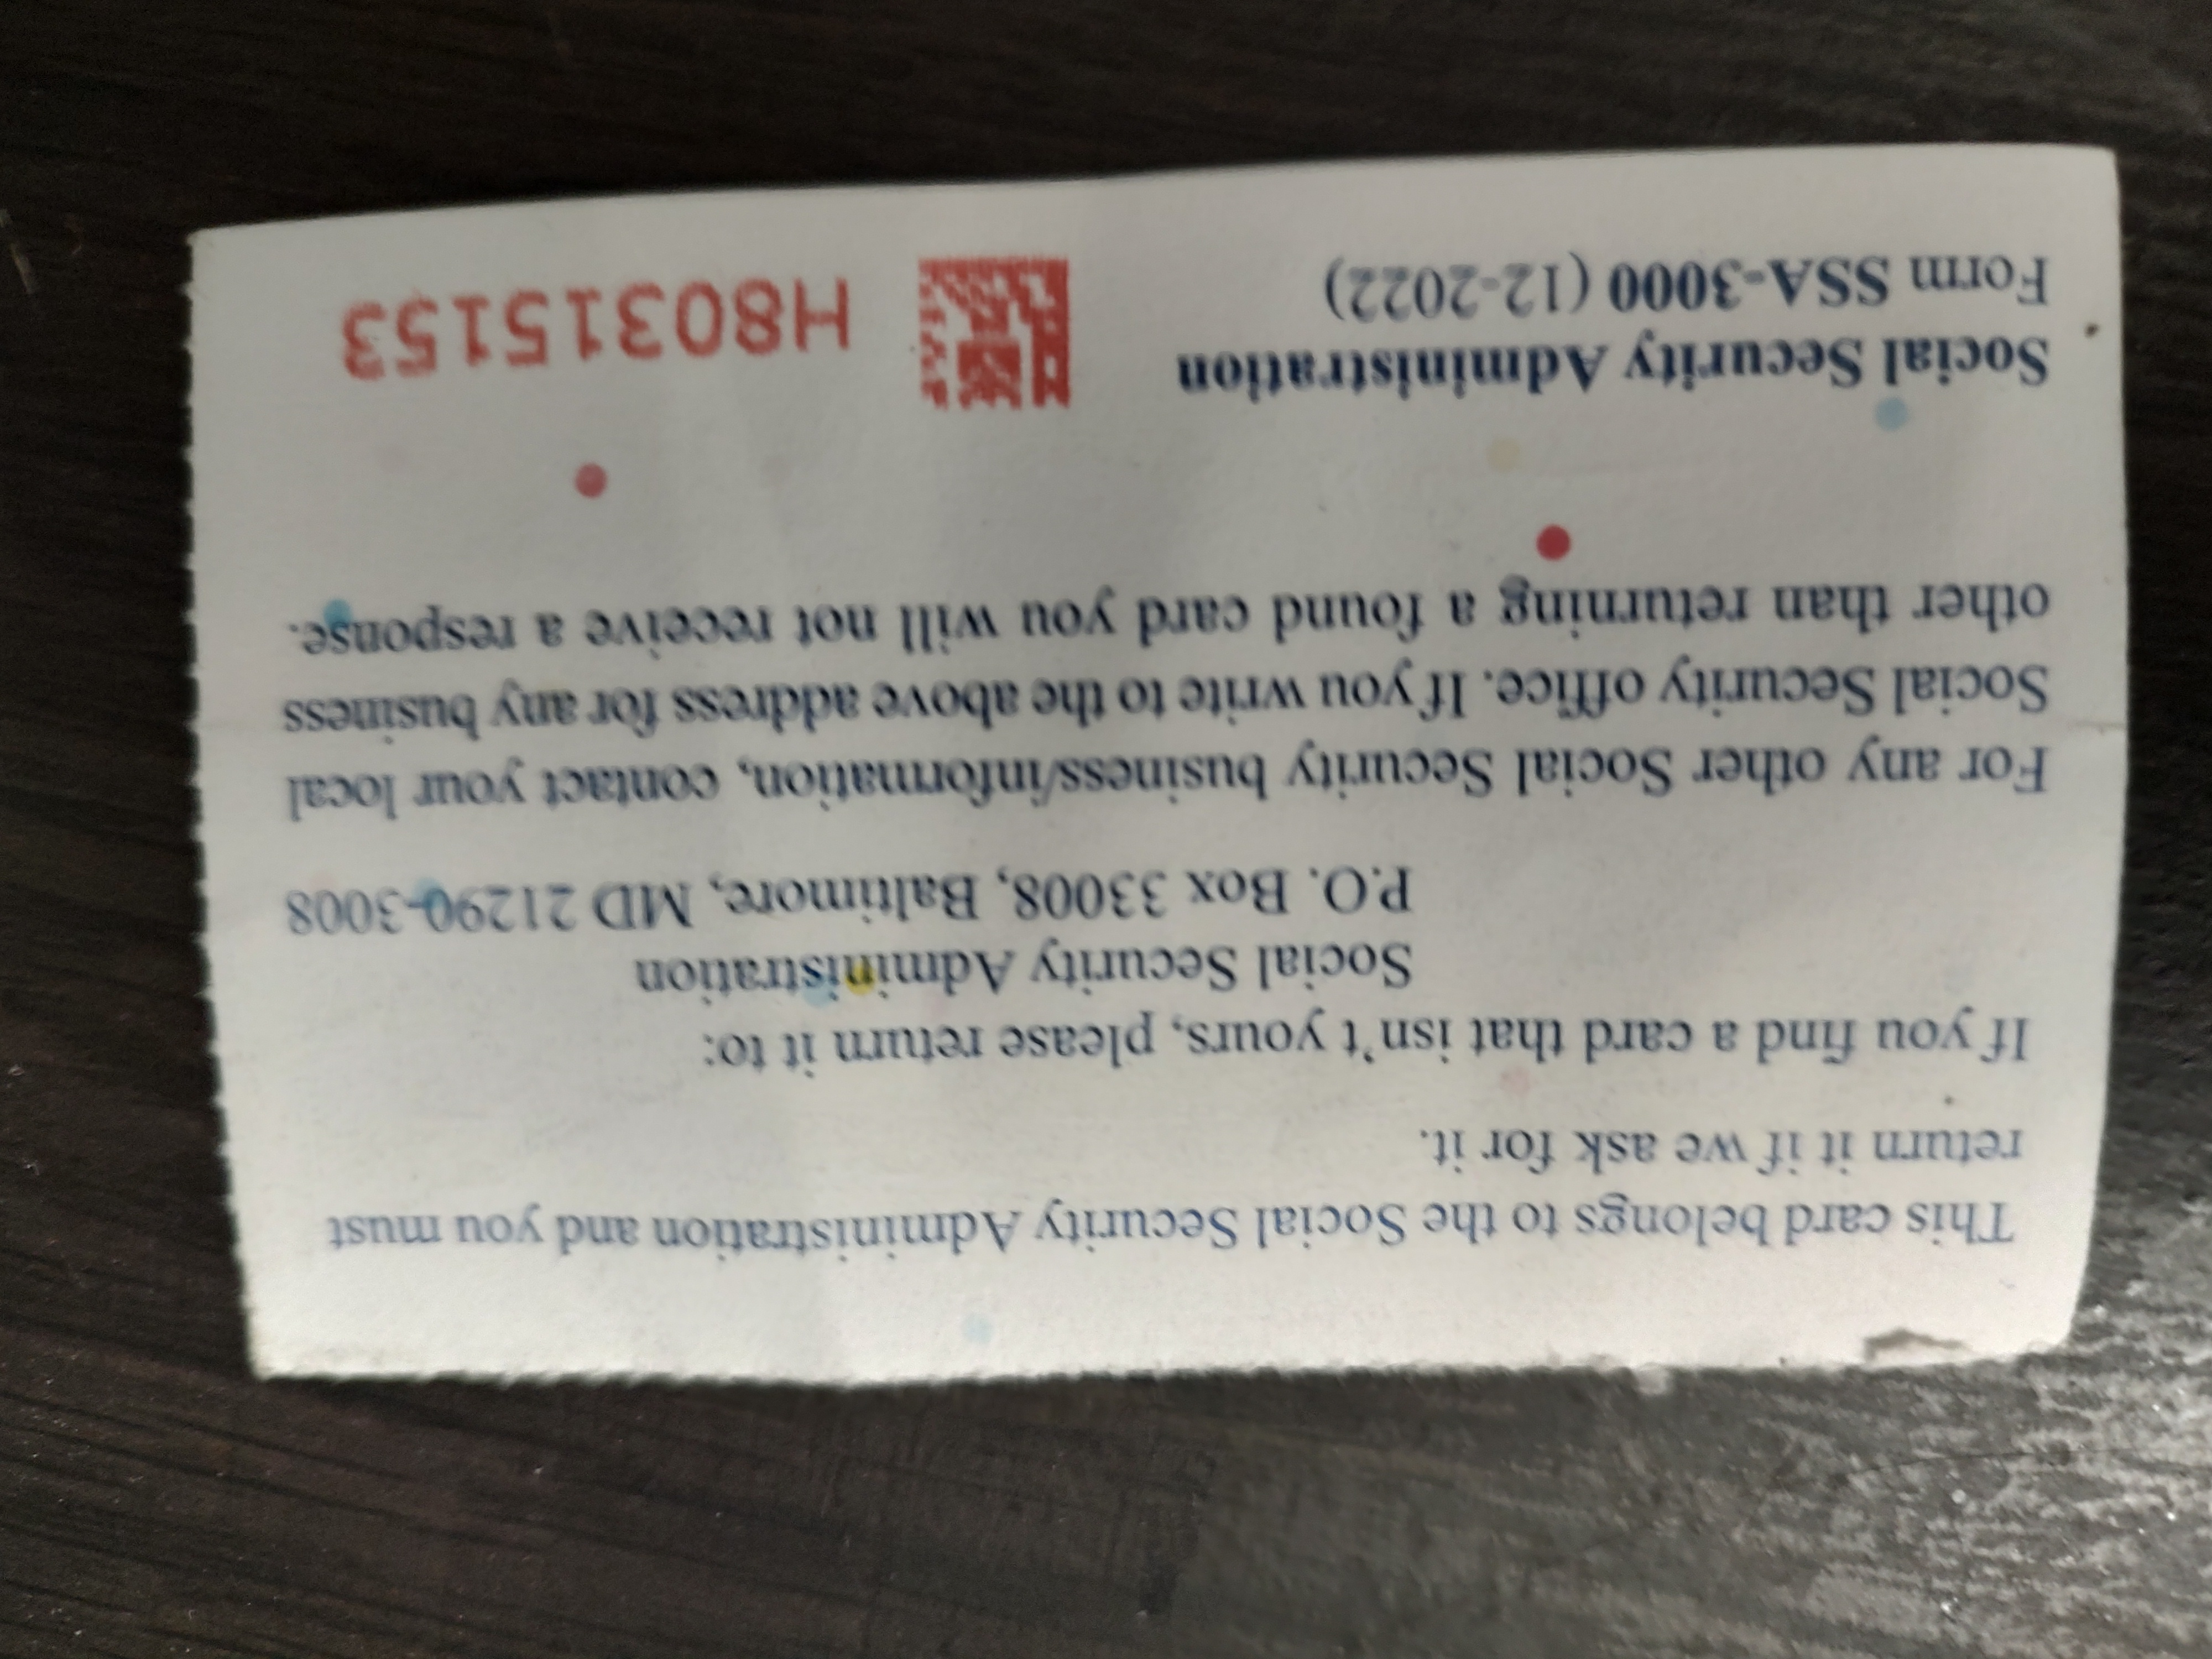 This card belongs to the Social Security Administration and you must
return it if we ask for it.
If you find a card that isn't yours, please return it to:
Social Security Administration
P.O. Box 33008, Baltimore, MD 21290-3008
For any other Social Security business/information, contact your local
Social Security office. If you write to the above address for any business
other than returning a found card you will not receive a response.
Social Security Administration
Form SSA-3000 (12-2022)
H80315153